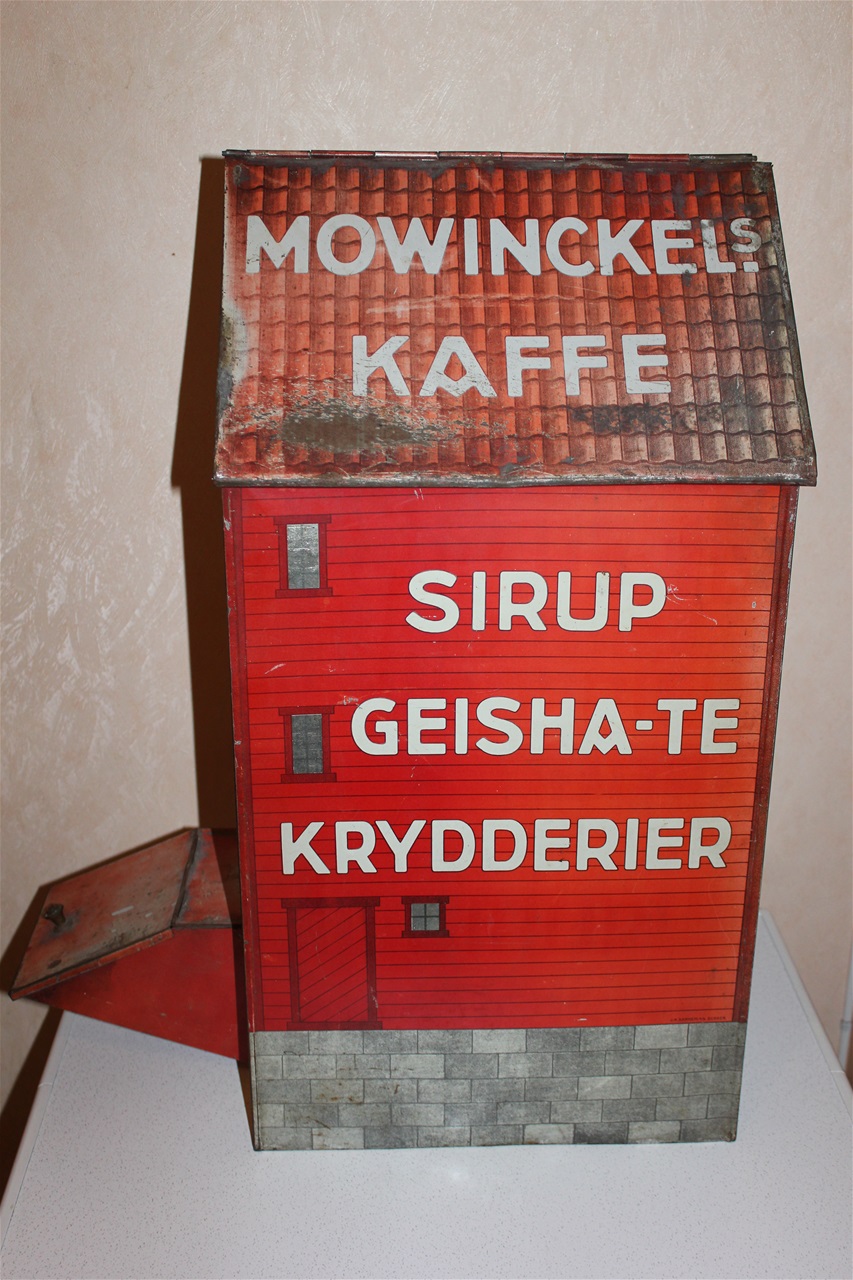 MOWINCKELS.
KAFFE
SIRUP
GEISHA-TE
KRYDDERIER